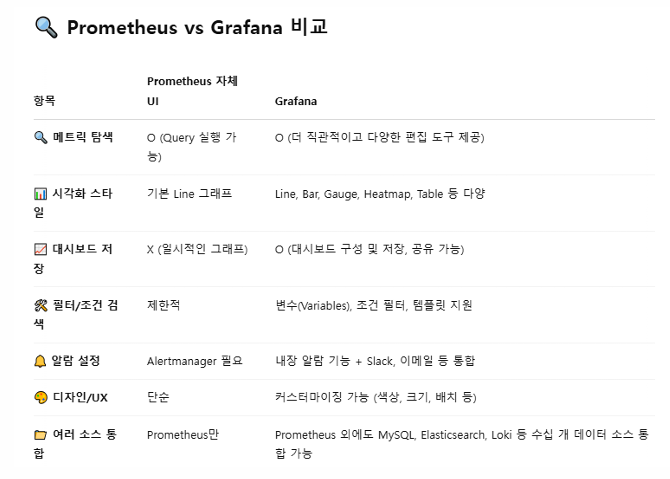 🔍 Prometheus vs Grafana 비교
Prometheus 자체
항목 UI Grafana
🔍 메트릭 탐색 O (Query 실행 가 O (더 직관적이고 다양한 편집 도구 제공)
능)
📊 시각화 스타 기본 Line 그래프 Line, Bar, Gauge, Heatmap, Table 등 다양
일
📈 대시보드 저 X (일시적인 그래프) O (대시보드 구성 및 저장, 공유 가능)
장
🛠 필터/조건 검 제한적 변수(Variables), 조건 필터, 템플릿 지원
색
🔔 알람 설정 Alertmanager 필요 내장 알람 기능 + Slack, 이메일 등 통합
🎨 디자인/UX 단순 커스터마이징 가능 (색상, 크기, 배치 등)
📁 여러 소스 통 Prometheus만 Prometheus 외에도 MySQL, Elasticsearch, Loki 등 수십 개 데이터 소스 통
합 합 가능